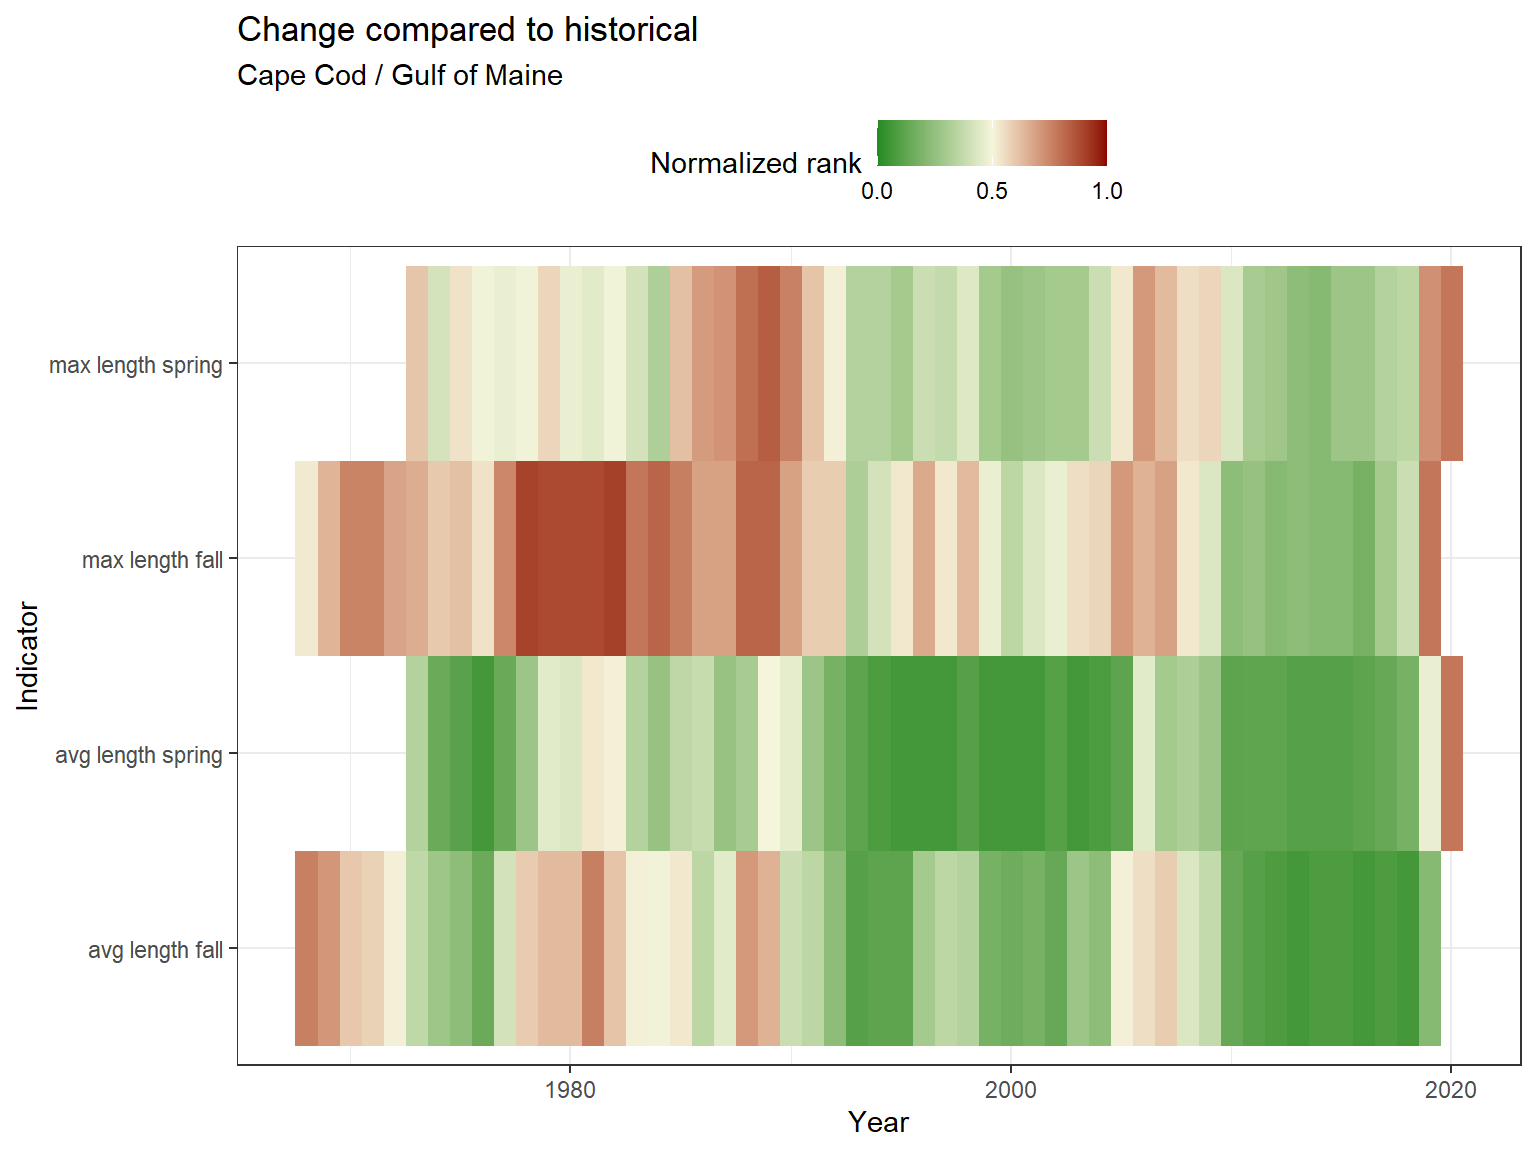 Change compared to historical
Cape Cod / Gulf of Maine
Normalized rank
0.0 0.5 1.0
max length spring
max length fall
avg length spring
avg length fall
Indicator
1980 2000 2020
Year